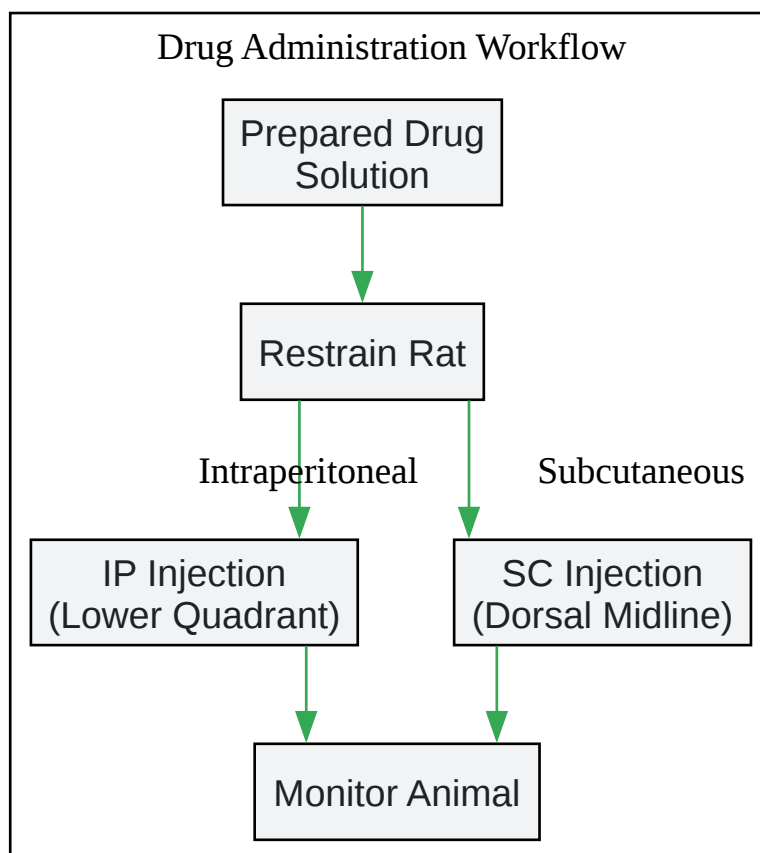 Drug Administration Workflow
Prepared Drug
Solution
Restrain Rat
Intraperitoneal
Subcutaneous
IP Injection
(Lower Quadrant)
SC Injection
(Dorsal Midline)
Monitor Animal